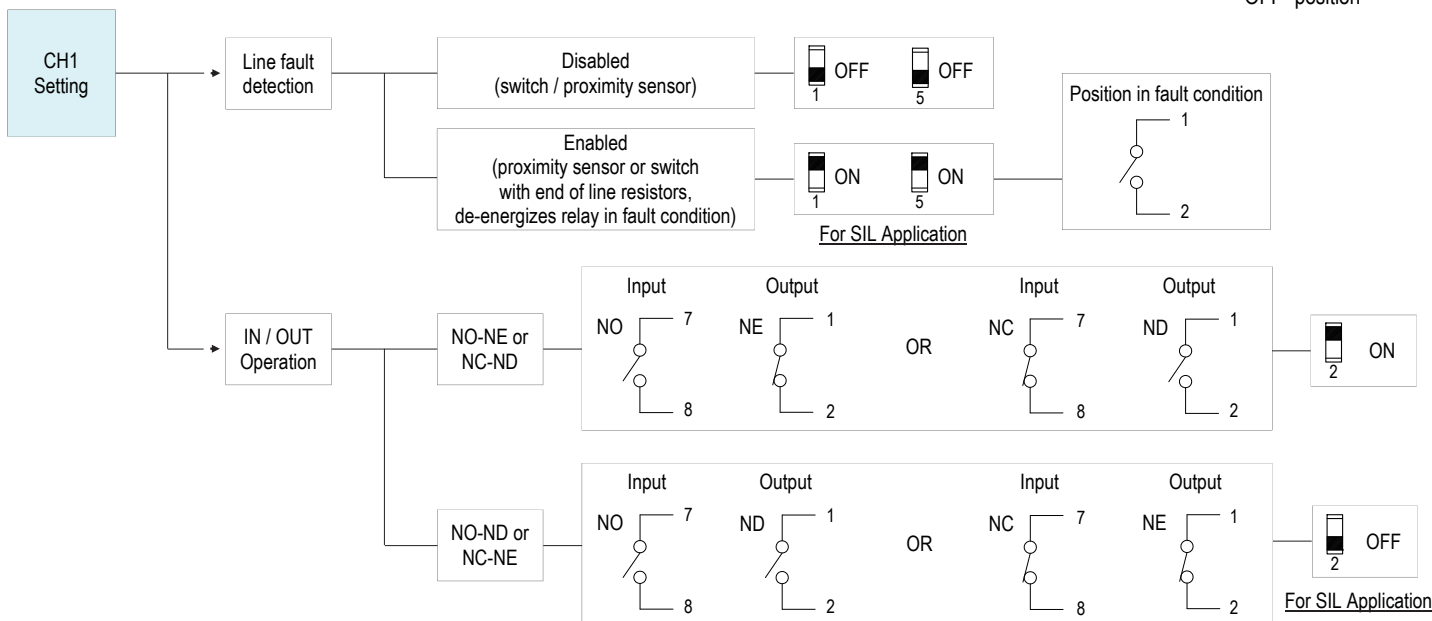 CH1
Setting
Line fault
detection
Disabled
(switch / proximity sensor)
OFF
1
OFF
5
Enabled
(proximity sensor or switch
with end of line resistors,
de-energizes relay in fault condition)
ON
1
ON
5
For SIL Application
Position in fault condition
1
2
IN / OUT
Operation
NO-NE or
NC-ND
Input
Output
NO
7
8
NE
1
2
OR
Input
Output
NC
7
8
ND
1
2
ON
2
NO-ND or
NC-NE
Input
Output
NO
7
8
ND
1
2
OR
Input
Output
NC
7
8
NE
1
2
OFF
2
For SIL Application